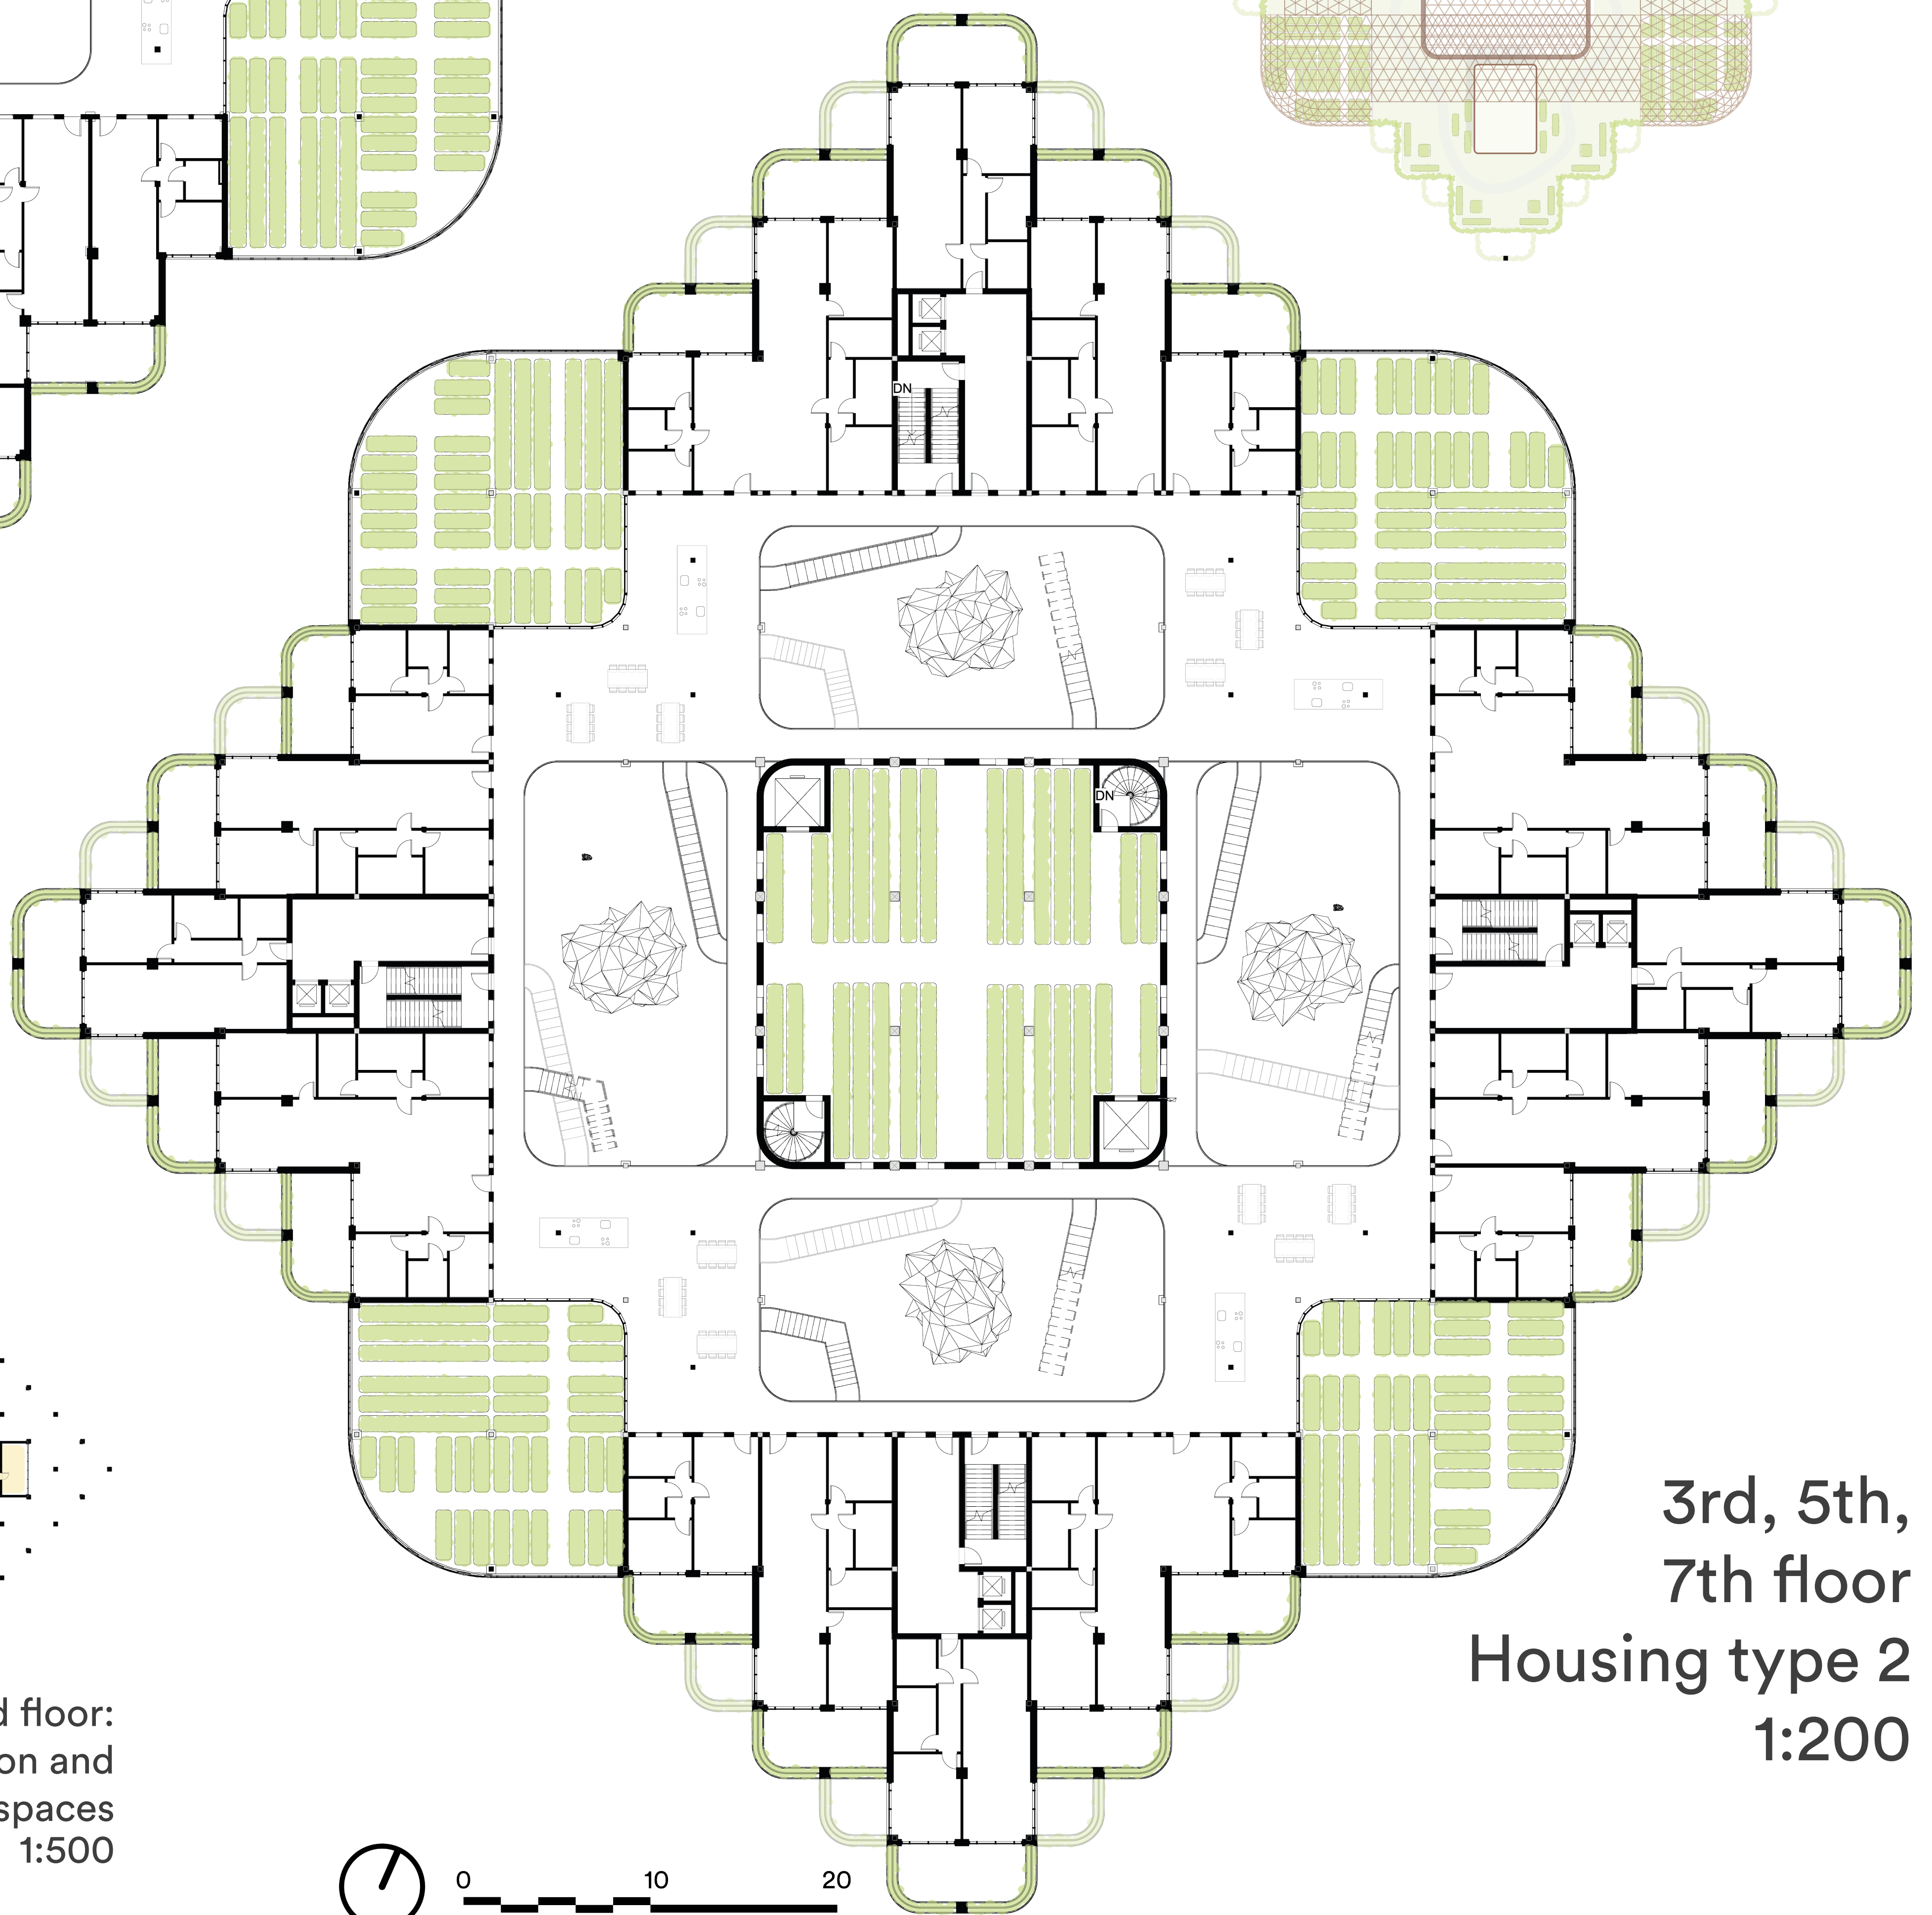 DN
DN
3rd, 5th,
7th floor
Housing type 2
1:200
floor:
and
spaces
1:500
0 10 20